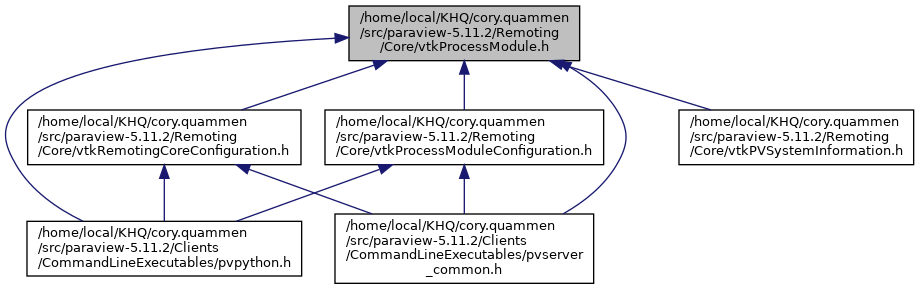 /home/local/KHQ/cory.quammen
/src/paraview-5.11.2/Remoting
/Core/vtkProcessModule.h
/home/local/KHQ/cory.quammen
/src/paraview-5.11.2/Remoting
/Core/vtkRemotingCoreConfiguration.h
/home/local/KHQ/cory.quammen
/src/paraview-5.11.2/Remoting
/Core/vtkProcessModuleConfiguration.h
/home/local/KHQ/cory.quammen
/src/paraview-5.11.2/Remoting
/Core/vtkPVSystemInformation.h
/home/local/KHQ/cory.quammen
/src/paraview-5.11.2/Clients
/CommandLineExecutables/pvpython.h
/home/local/KHQ/cory.quammen
/src/paraview-5.11.2/Clients
/CommandLineExecutables/pvserver
_common.h